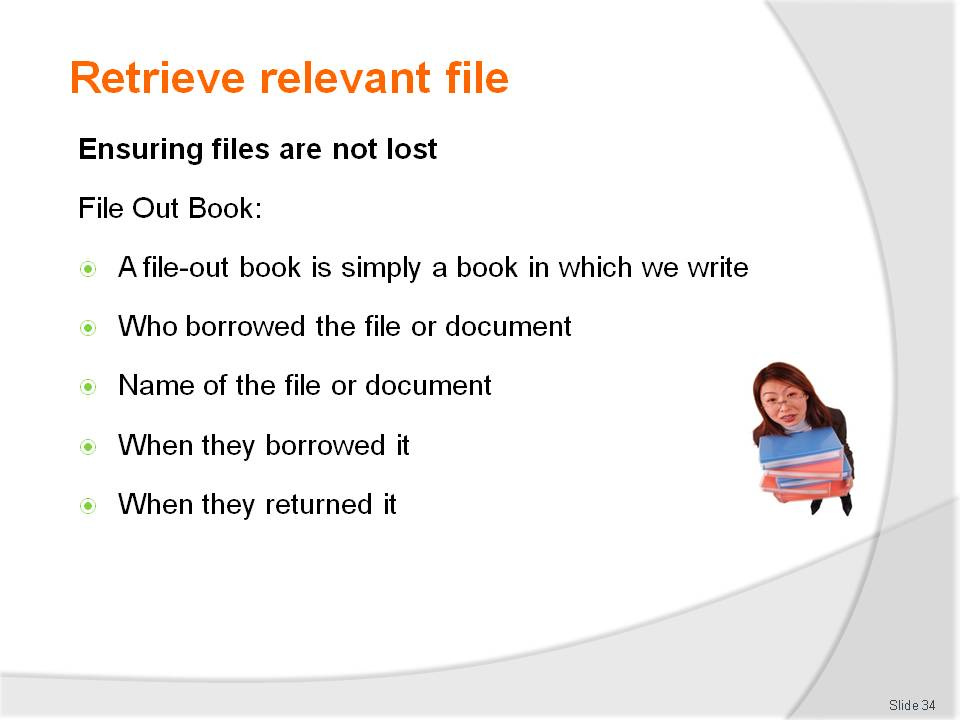 Retrieve relevant file
Ensuring files are not lost
File Out Book:
A file-out book is simply a book in which we write
Who borrowed the file or document
Name of the file or document
When they borrowed it
When they returned it
Slide 34